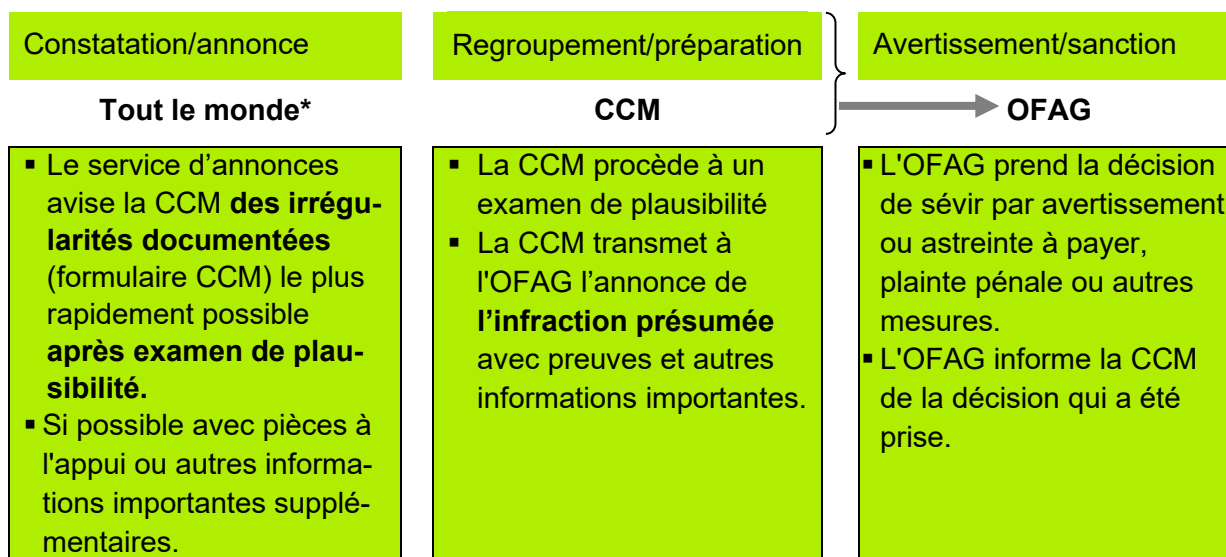 Constatation/annonce
Regroupement/préparation
Avertissement/sanction
Tout le monde*
CCM
OFAG
▪ Le service d’annonces
avise la CCM des irrégu-
larités documentées
(formulaire CCM) le plus
rapidement possible
après examen de plau-
sibilité.
▪ Si possible avec pièces à
l'appui ou autres informa-
tions importantes supplé-
mentaires.
▪ La CCM procède à un
examen de plausibilité
▪ La CCM transmet à
l'OFAG l’annonce de
l’infraction présumée
avec preuves et autres
informations importantes.
▪ L'OFAG prend la décision
de sévir par avertissement
ou astreinte à payer,
plainte pénale ou autres
mesures.
▪ L'OFAG informe la CCM
de la décision qui a été
prise.